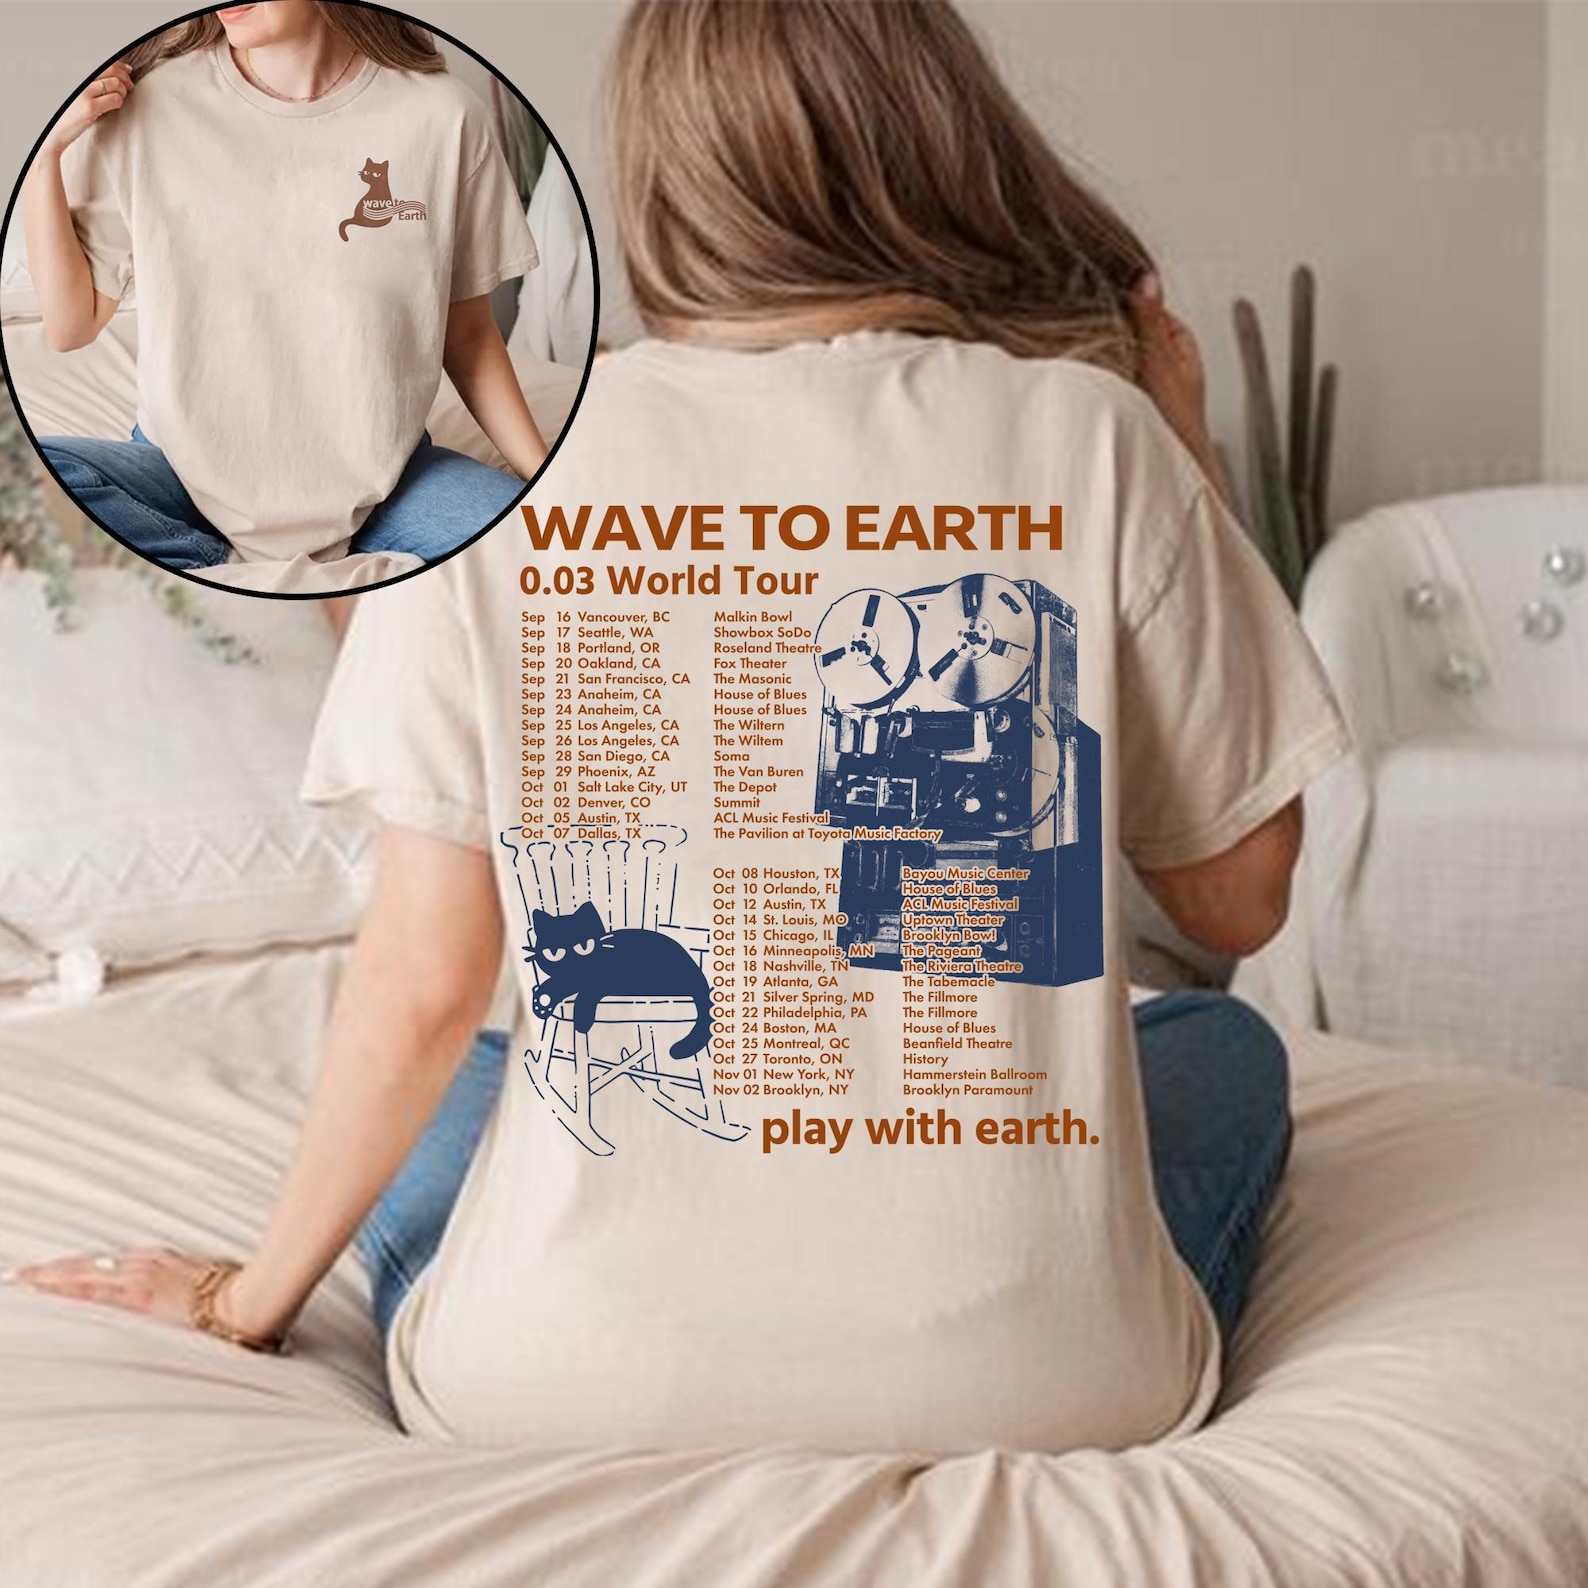 wave to
Earth
WAVE TO EARTH
0.03 World Tour
Sep 16 Vancouver, BC Malkin Bowl
Sep 17 Seattle, WA Showbox SoDo
Sep 18 Portland, OR Roseland Theatre
Sep 20 Oakland, CA Fox Theater
Sep 21 San Francisco, CA The Masonic
Sep 23 Anaheim, CA House of Blues
Sep 24 Anaheim, CA House of Blues
Sep 25 Los Angeles, CA The Wiltern
Sep 26 Los Angeles, CA The Wiltem
Sep 28 San Diego, CA Soma
Sep 29 Phoenix, AZ The Van Buren
Oct 01 Salt Lake City, UT The Depot
Oct 02 Denver, CO Summit
Oct 05 Austin, TX ACL Music Festival
Oct 07 Dallas, TX The Pavilion at Toyota Music Factory
Oct 08 Houston, TX Bayou Music Center
Oct 10 Orlando, FL House of Blues
Oct 12 Austin, TX ACL Music Festival
Oct 14 St. Louis, MO Uptown Theater
Oct 15 Chicago, IL Brooklyn Bowl
Oct 16 Minneapolis, MN The Pageant
Oct 18 Nashville, TN The Riviera Theatre
Oct 19 Atlanta, GA The Tabemacle
Oct 21 Silver Spring, MD The Fillmore
Oct 22 Philadelphia, PA The Fillmore
Oct 24 Boston, MA House of Blues
Oct 25 Montreal, QC Beanfield Theatre
Oct 27 Toronto, ON History
Nov 01 New York, NY Hammerstein Ballroom
Nov 02 Brooklyn, NY Brooklyn Paramount
play with earth.